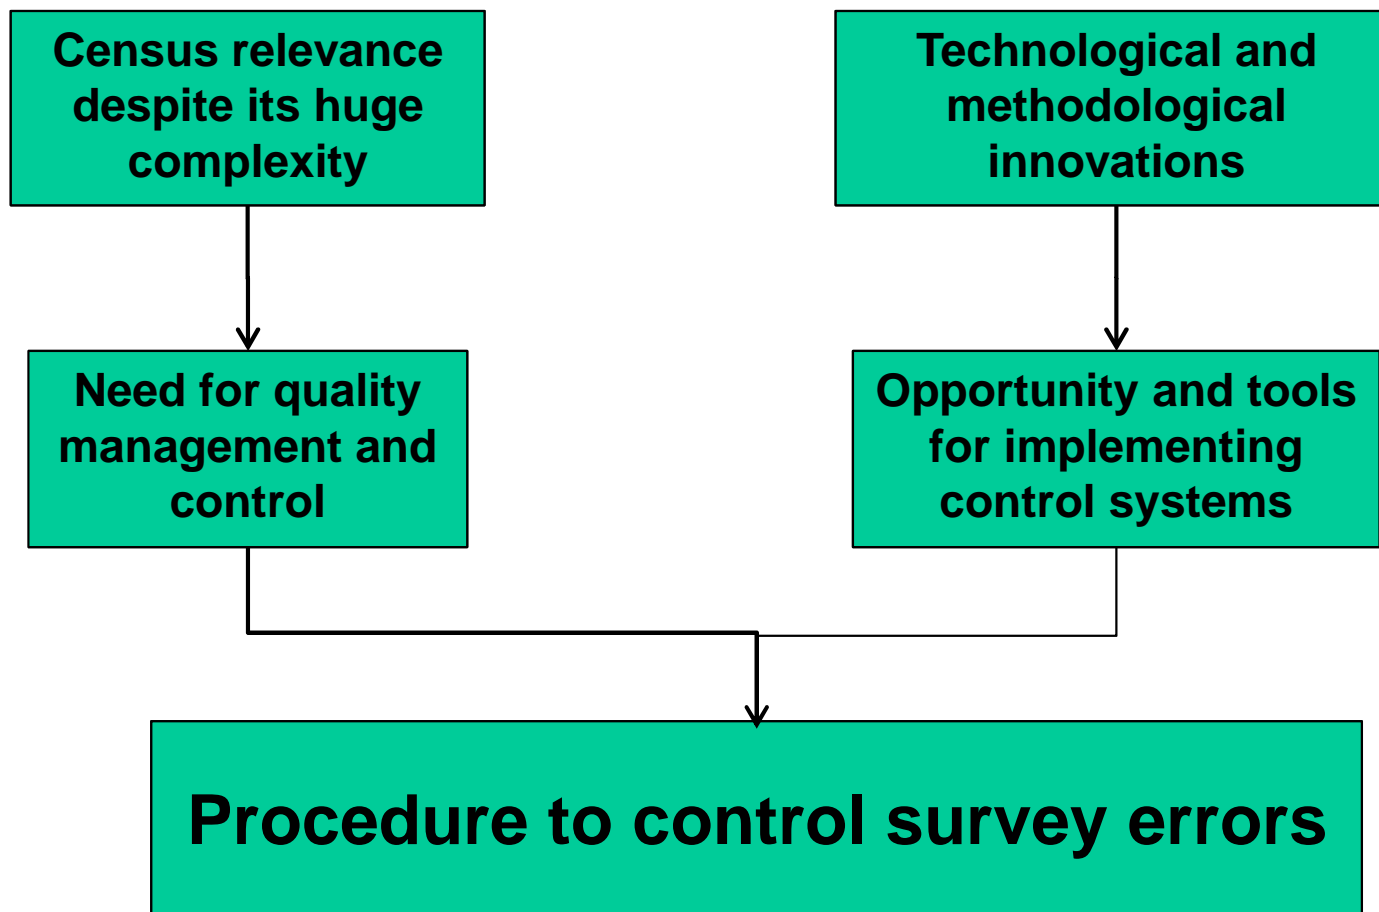 Census relevance
despite its huge
complexity
Technological and
methodological
innovations
Need for quality
management and
control
Opportunity and tools
for implementing
control systems
Procedure to control survey errors